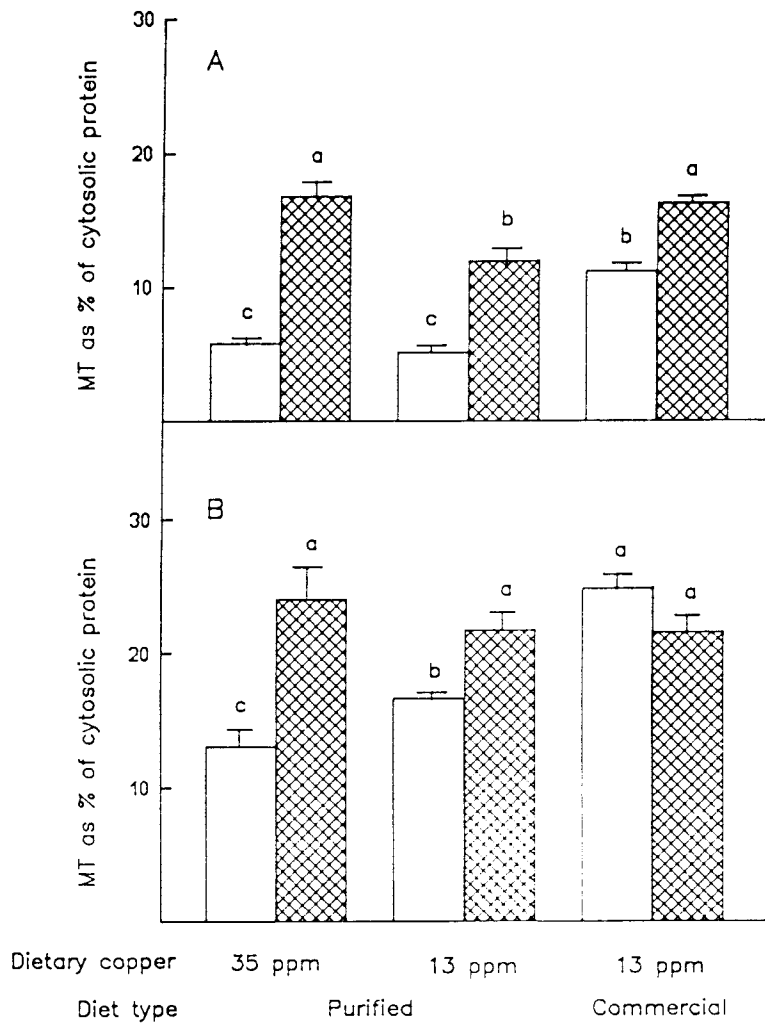 30
A
MT as % of cytosolic protein
20
10
c a c b b a
B
MT as % of cytosolic protein
30
20
10
c a b a a a
Dietary copper 35 ppm 13 ppm 13 ppm
Diet type Purified Commercial